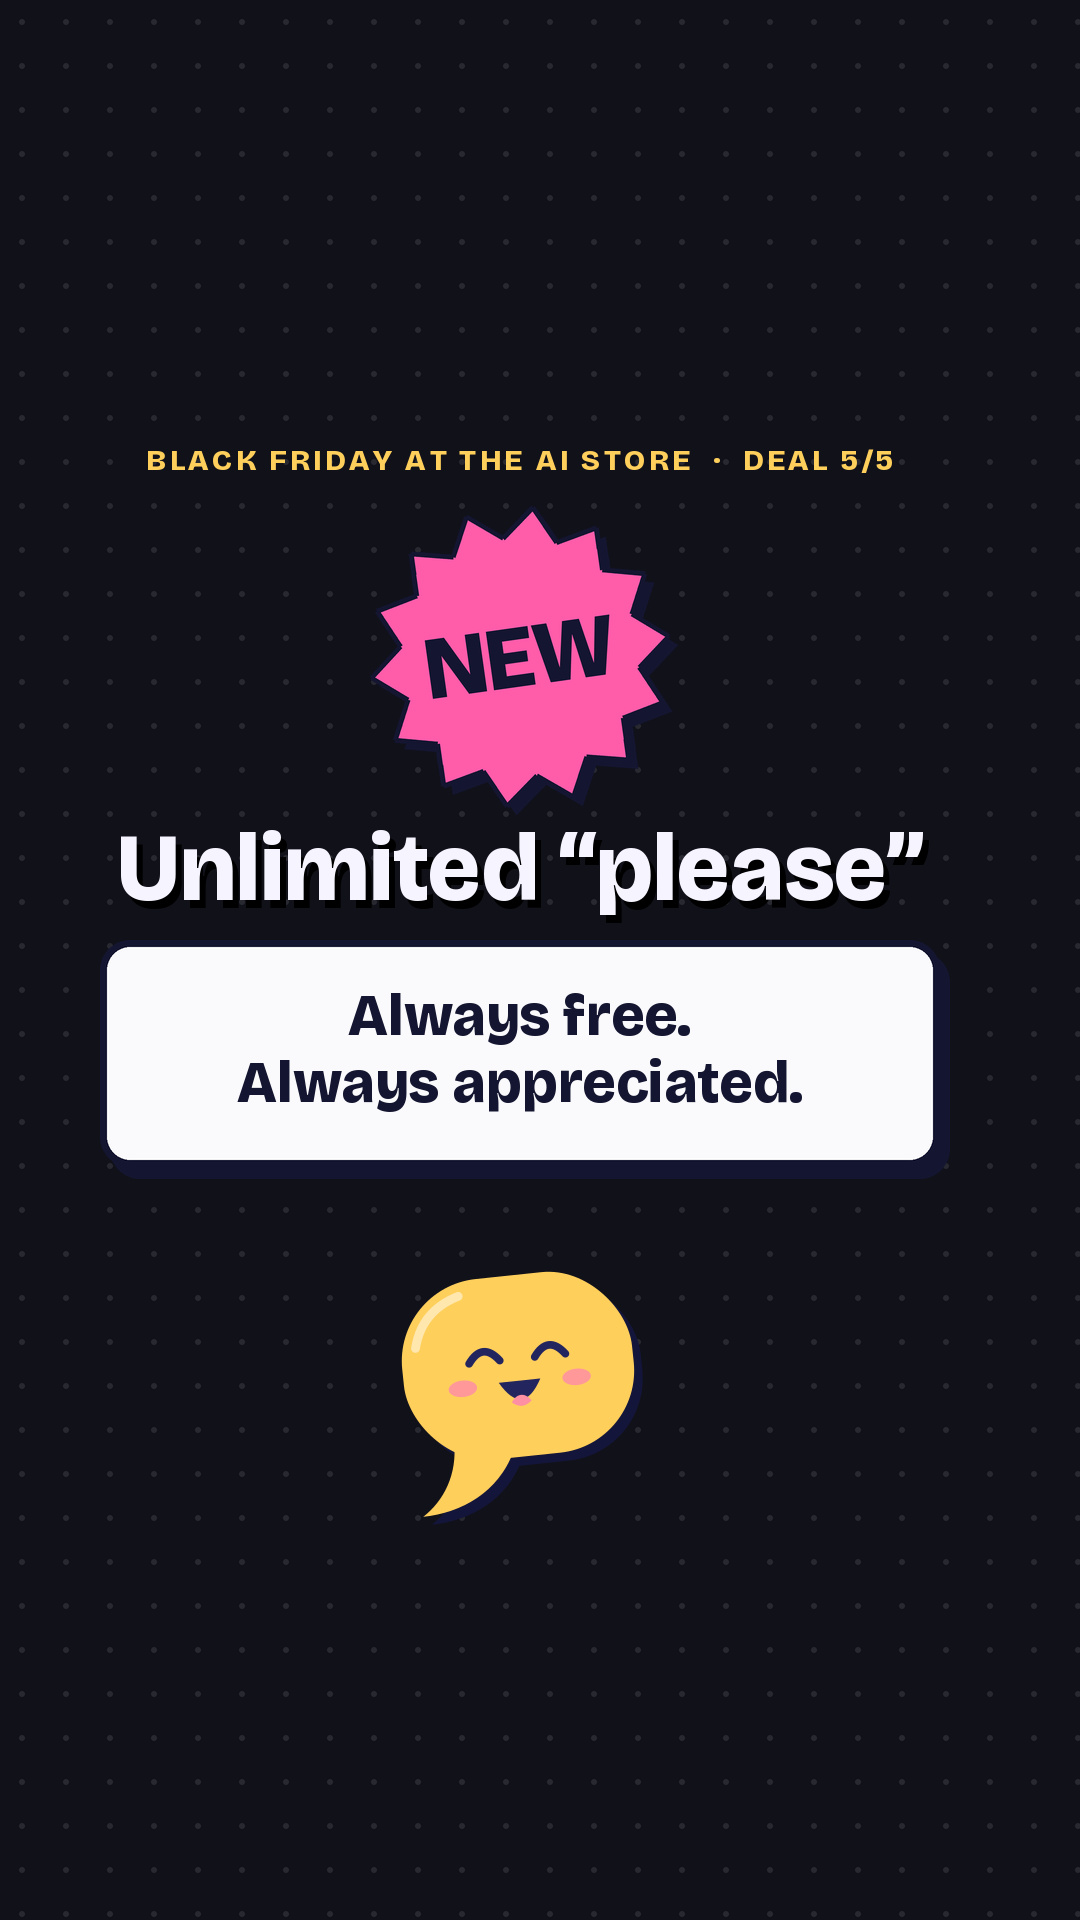 BLACK FRIDAY AT THE AI STORE · DEAL 5/5
NEW
Unlimited “please”
Always free.
Always appreciated.